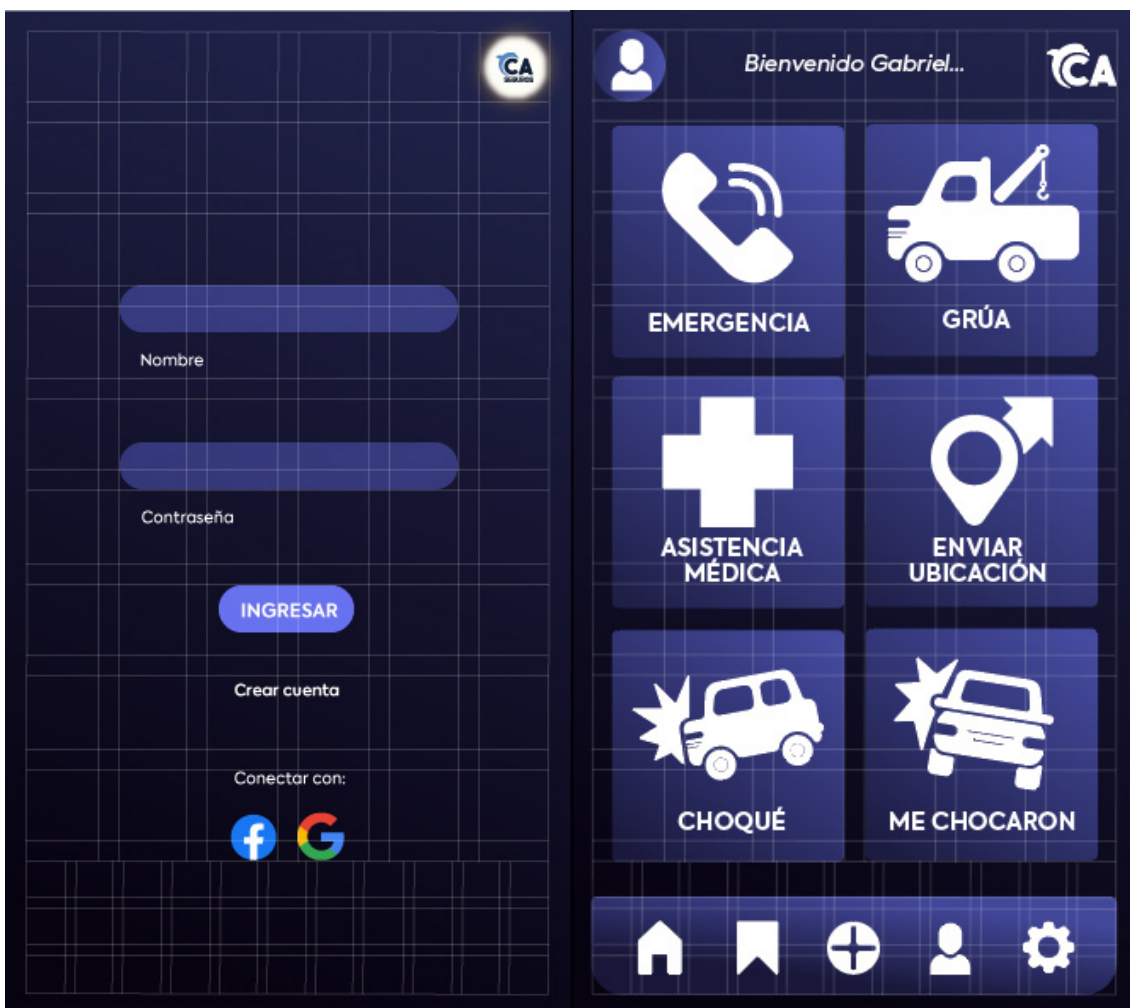 CA
SEGUROS
Nombre
Contraseña
INGRESAR
Crear cuenta
Conectar con:
Bienvenido Gabriel...
CA
EMERGENCIA
GRÚA
ASISTENCIA
MÉDICA
ENVIAR
UBICACIÓN
CHOQUÉ
ME CHOCARON